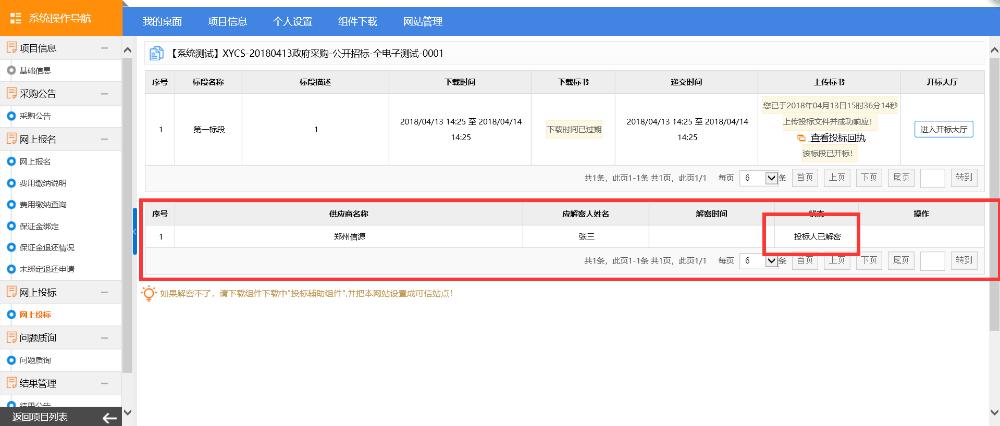 系统操作导航
我的桌面 项目信息 个人设置 组件下载 网站管理
项目信息
基础信息
采购公告
采购公告
网上报名
网上报名
费用缴纳说明
费用缴纳查询
保证金绑定
保证金退还情况
未绑定退还申请
网上投标
网上投标
问题质询
问题质询
结果管理
结果公告
返回项目列表
【系统测试】XYCS-20180413政府采购-公开招标-全电子测试-0001
序号 标段名称 标段描述 下载时间 下载标书 递交时间 上传标书 开标大厅
1 第一标段 1 2018/04/13 14:25 至 2018/04/14 14:25 下载时间已过期 2018/04/13 14:25 至 2018/04/14 14:25 您已于2018年04月13日15时36分14秒
上传投标文件并成功响应！
查看投标回执
该标段已开标！
进入开标大厅
共1条，此页1-1条 共1页，此页1/1 每页 6 条 首页 上页 下页 尾页 转到
序号 供应商名称 应解密人姓名 解密时间 状态 操作
1 郑州信源 张三 投标人已解密
共1条，此页1-1条 共1页，此页1/1 每页 6 条 首页 上页 下页 尾页 转到
如果解密不了，请下载组件下载中"投标辅助组件",并把本网站设置成可信站点！